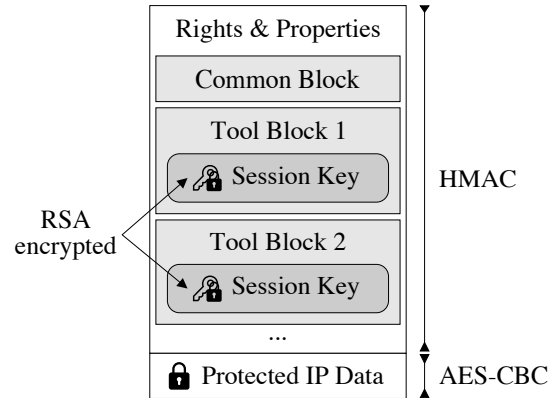 Rights & Properties
Common Block
Tool Block 1
Session Key
HMAC
RSA
encrypted
Tool Block 2
Session Key
...
Protected IP Data
AES-CBC